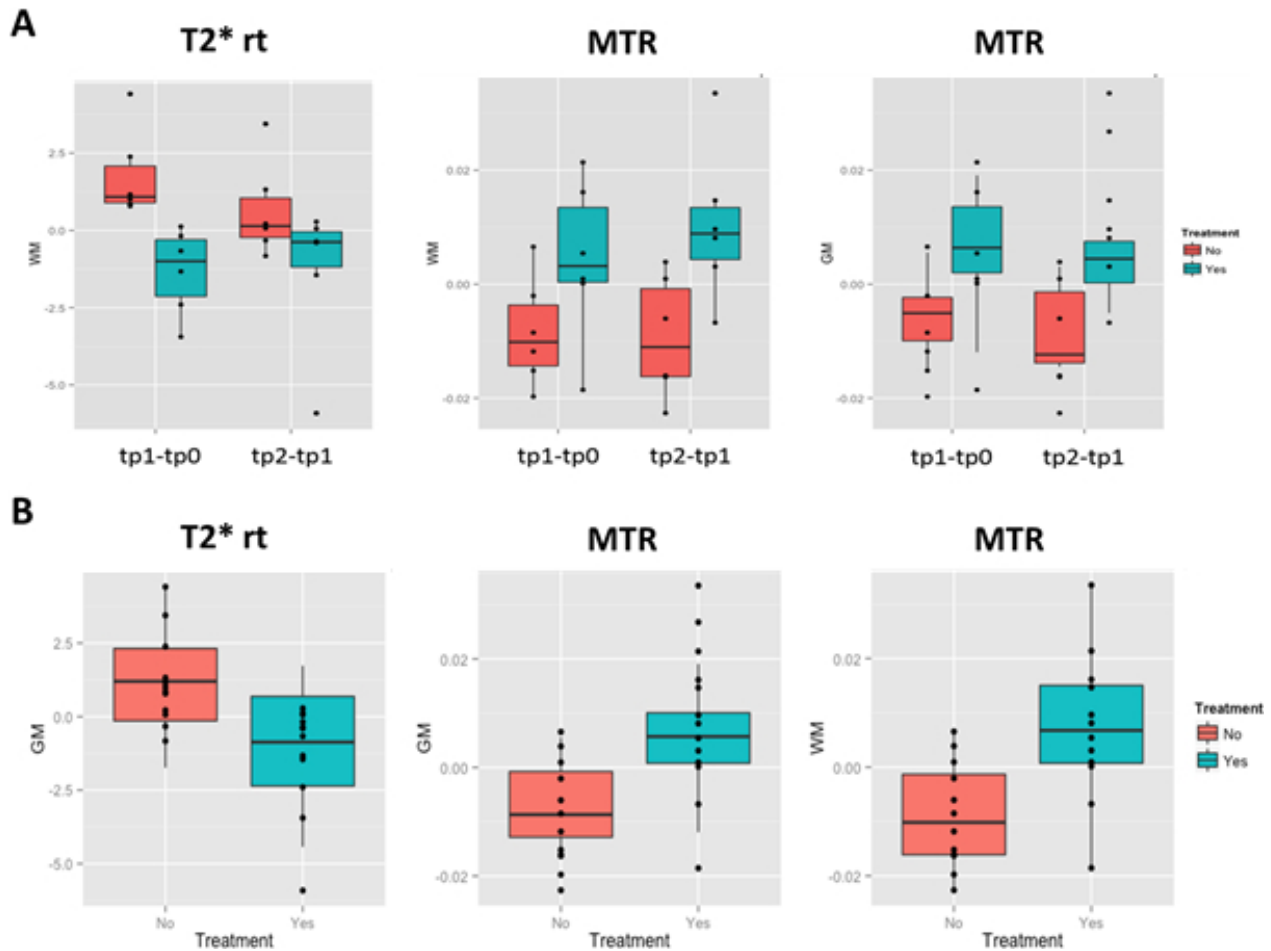 A
T2* rt
MTR
MTR
WM
2.5
0.0
-2.5
-5.0
tp1-tp0
tp2-tp1
WM
0.02
0.00
-0.02
tp1-tp0
tp2-tp1
GM
0.02
0.00
-0.02
tp1-tp0
tp2-tp1
Treatment
No
Yes
B
T2* rt
MTR
MTR
GM
2.5
0.0
-2.5
-5.0
No
Yes
Treatment
GM
0.02
0.00
-0.02
No
Yes
Treatment
WM
0.02
0.00
-0.02
No
Yes
Treatment
Treatment
No
Yes